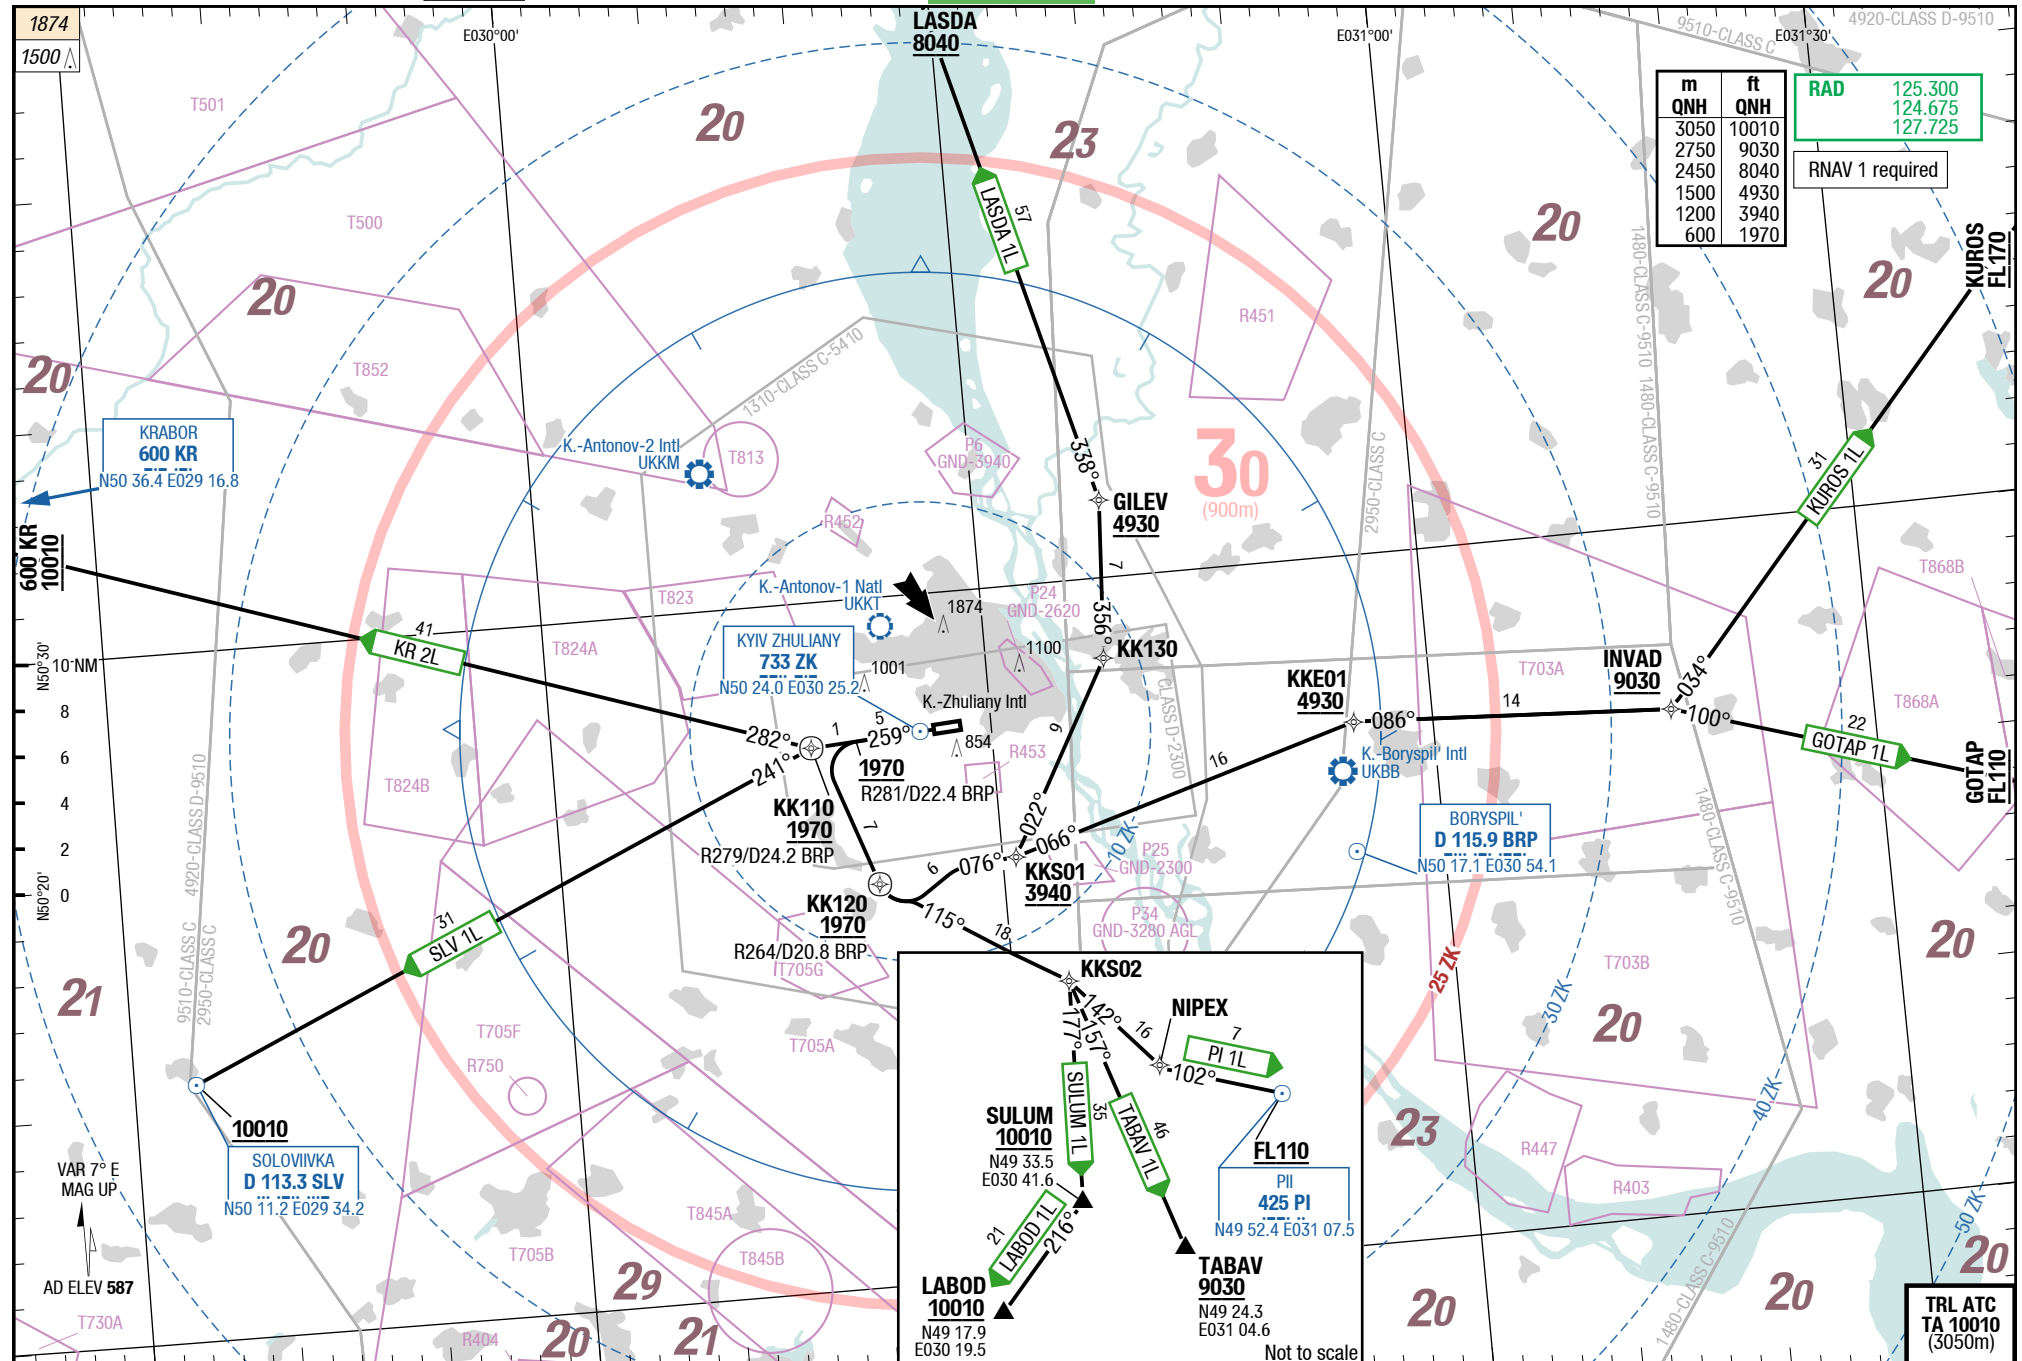 1874
1500
LASDA
8040
E030°00'
E031°00'
E031°30'
9510-CLASS C
4920-CLASS D-9510
m
QNH
ft
QNH
3050 10010
2750 9030
2450 8040
1500 4930
1200 3940
600 1970
RAD 125.300
124.675
127.725
RNAV 1 required
T501
20
23
20
T500
20
LASDA 1L
57
R451
1480-CLASS C-9510
1480-CLASS C-9510
KUROS
FL170
20
20
T852
1310-CLASS C-5410
KRABOR
600 KR
N50 36.4 E029 16.8
K.-Antonov-2 Intl
UKKM
T813
P6
GND-3940
338°
30
(900m)
2950-CLASS C
31
KUROS 1L
GILEV
4930
R452
600 KR
10010
7
T868B
K.-Antonov-1 Natl
UKKT
1874
P24
GND-2620
356°
T823
T824A
41
KR 2L
KYIV ZHULIANY
733 ZK
N50 24.0 E030 25.2
1001
1100
KK130
N50°30'
10 NM
8
6
4
2
0
N50°20'
K.-Zhuliany Intl
CLASS D-2300
KKE01
4930
INVAD
9030
T703A
034°
T868A
282°
1
5
259°
854
R453
9
086°
14
100°
22
GOTAP 1L
GOTAP
FL110
241°
1970
R281/D22.4 BRP
16
K.-Boryspil' Intl
UKBB
T824B
4920-CLASS D-9510
KK110
1970
R279/D24.2 BRP
7
022°
066°
10 ZK
P25
GND-2300
BORYSPIL'
D 115.9 BRP
N50 17.1 E030 54.1
1480-CLASS C-9510
6
076°
KKS01
3940
KK120
1970
R264/D20.8 BRP
115°
18
P34
GND-3280 AGL
31
SLV 1L
20
21
9510-CLASS C
2950-CLASS C
T705G
25 ZK
T703B
20
30 ZK
20
T705F
R750
T705A
KKS02
142°
157°
177°
16
NIPEX
7
PI 1L
102°
10010
SOLOVIIVKA
D 113.3 SLV
N50 11.2 E029 34.2
VAR 7° E
MAG UP
AD ELEV 587
SULUM
10010
N49 33.5
E030 41.6
SULUM 1L
35
TABAV 1L
46
FL110
PII
425 PI
N49 52.4 E031 07.5
23
40 ZK
R447
R403
50 ZK
T845A
T705B
T845B
21
LABOD 1L
216°
LABOD
10010
N49 17.9
E030 19.5
TABAV
9030
N49 24.3
E031 04.6
Not to scale
29
T730A
R404
20
21
20
20
20
1480-CLASS C-9510
TRL ATC
TA 10010
(3050m)